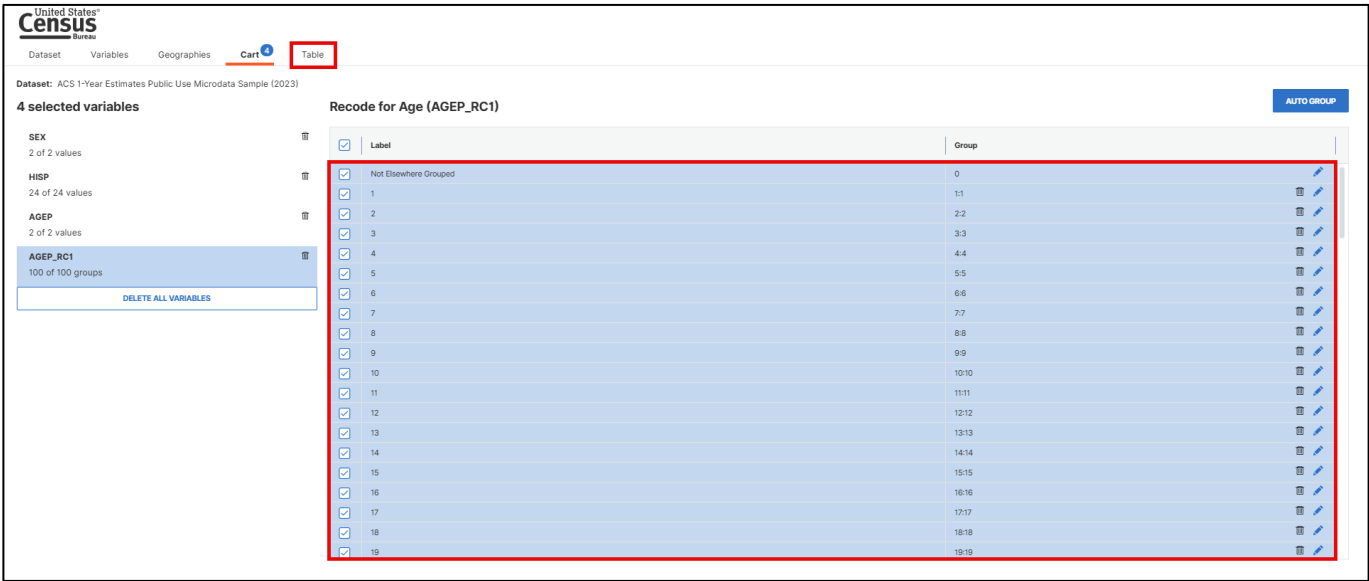 United States®
Census
Bureau
Dataset Variables Geographies Cart 4 Table
Dataset: ACS 1-Year Estimates Public Use Microdata Sample (2023)
4 selected variables
SEX
2 of 2 values
HISP
24 of 24 values
AGEP
2 of 2 values
AGEP_RC1
100 of 100 groups
DELETE ALL VARIABLES
Recode for Age (AGEP_RC1)
AUTO GROUP
Label Group
Not Elsewhere Grouped 0
1 1:1
2 2:2
3 3:3
4 4:4
5 5:5
6 6:6
7 7:7
8 8:8
9 9:9
10 10:10
11 11:11
12 12:12
13 13:13
14 14:14
15 15:15
16 16:16
17 17:17
18 18:18
19 19:19